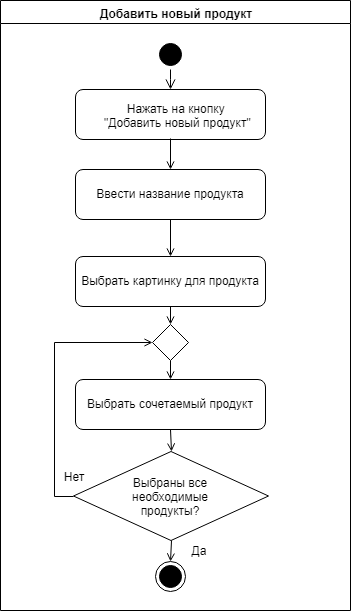 Добавить новый продукт
Нажать на кнопку
"Добавить новый продукт"
Ввести название продукта
Выбрать картинку для продукта
Выбрать сочетаемый продукт
Нет
Выбраны все
необходимые
продукты?
Да